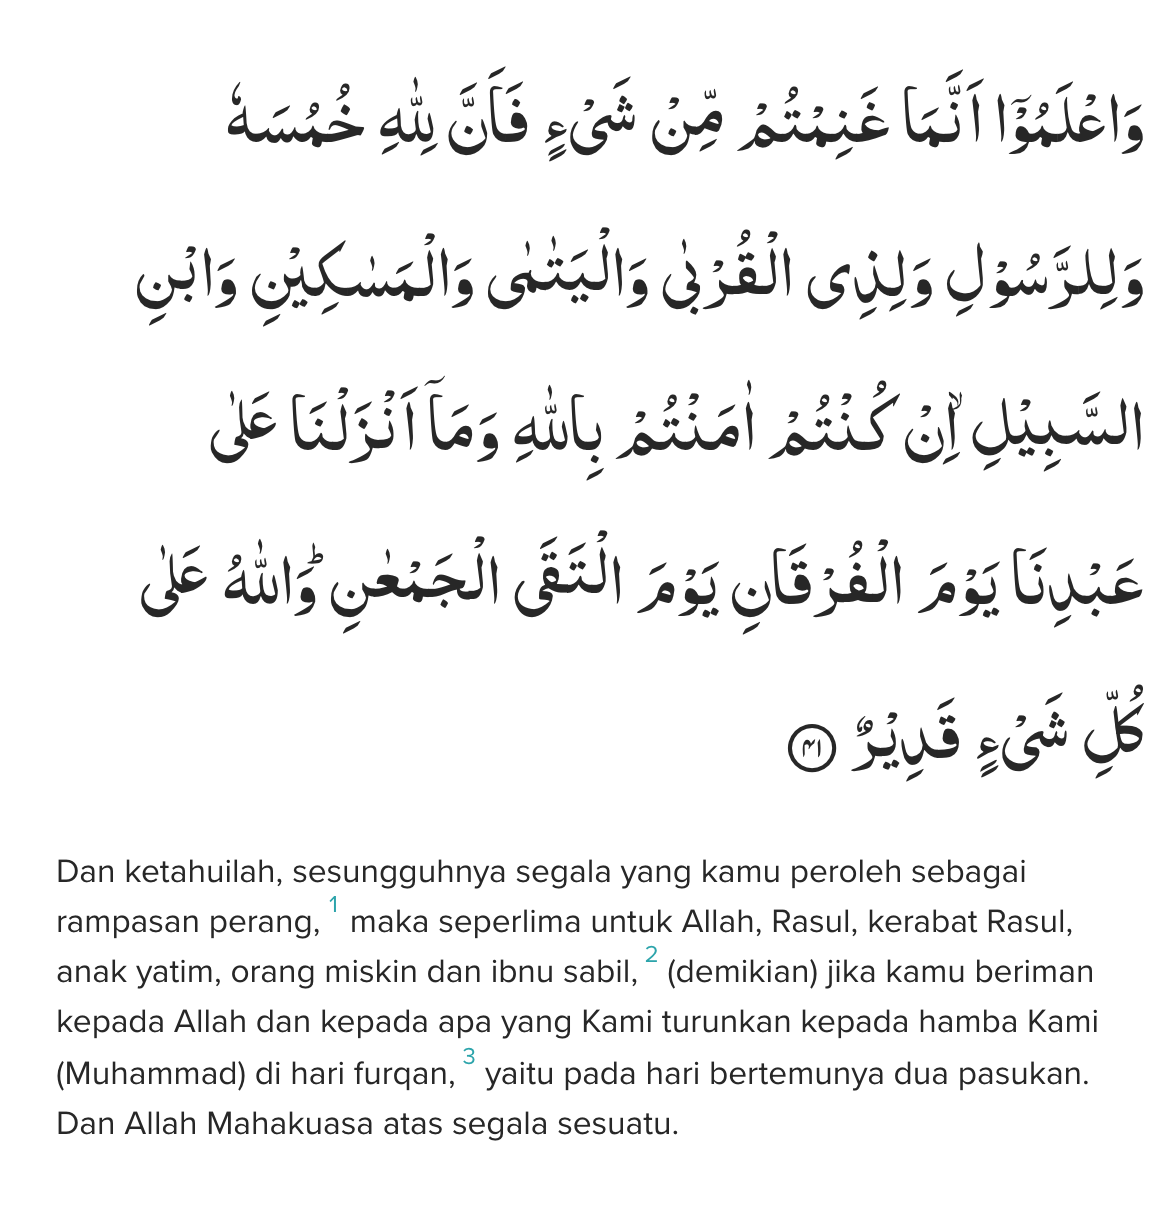 وَاعْلَمُوْٓا اَنَّمَا غَنِمْتُمْ مِّنْ شَيْءٍ فَاَنَّ لِلّٰهِ خُمُسَهٗ
وَلِلرَّسُوْلِ وَلِذِى الْقُرْبٰى وَالْيَتٰمٰى وَالْمَسٰكِيْنِ وَابْنِ
السَّبِيْلِ اِنْ كُنْتُمْ اٰمَنْتُمْ بِاللّٰهِ وَمَآ اَنْزَلْنَا عَلٰى
عَبْدِنَا يَوْمَ الْفُرْقَانِ يَوْمَ الْتَقَى الْجَمْعٰنِۗ وَاللّٰهُ عَلٰى
كُلِّ شَيْءٍ قَدِيْرٌ ۴۱
Dan ketahuilah, sesungguhnya segala yang kamu peroleh sebagai
rampasan perang, 1 maka seperlima untuk Allah, Rasul, kerabat Rasul,
anak yatim, orang miskin dan ibnu sabil, 2 (demikian) jika kamu beriman
kepada Allah dan kepada apa yang Kami turunkan kepada hamba Kami
(Muhammad) di hari furqan, 3 yaitu pada hari bertemunya dua pasukan.
Dan Allah Mahakuasa atas segala sesuatu.